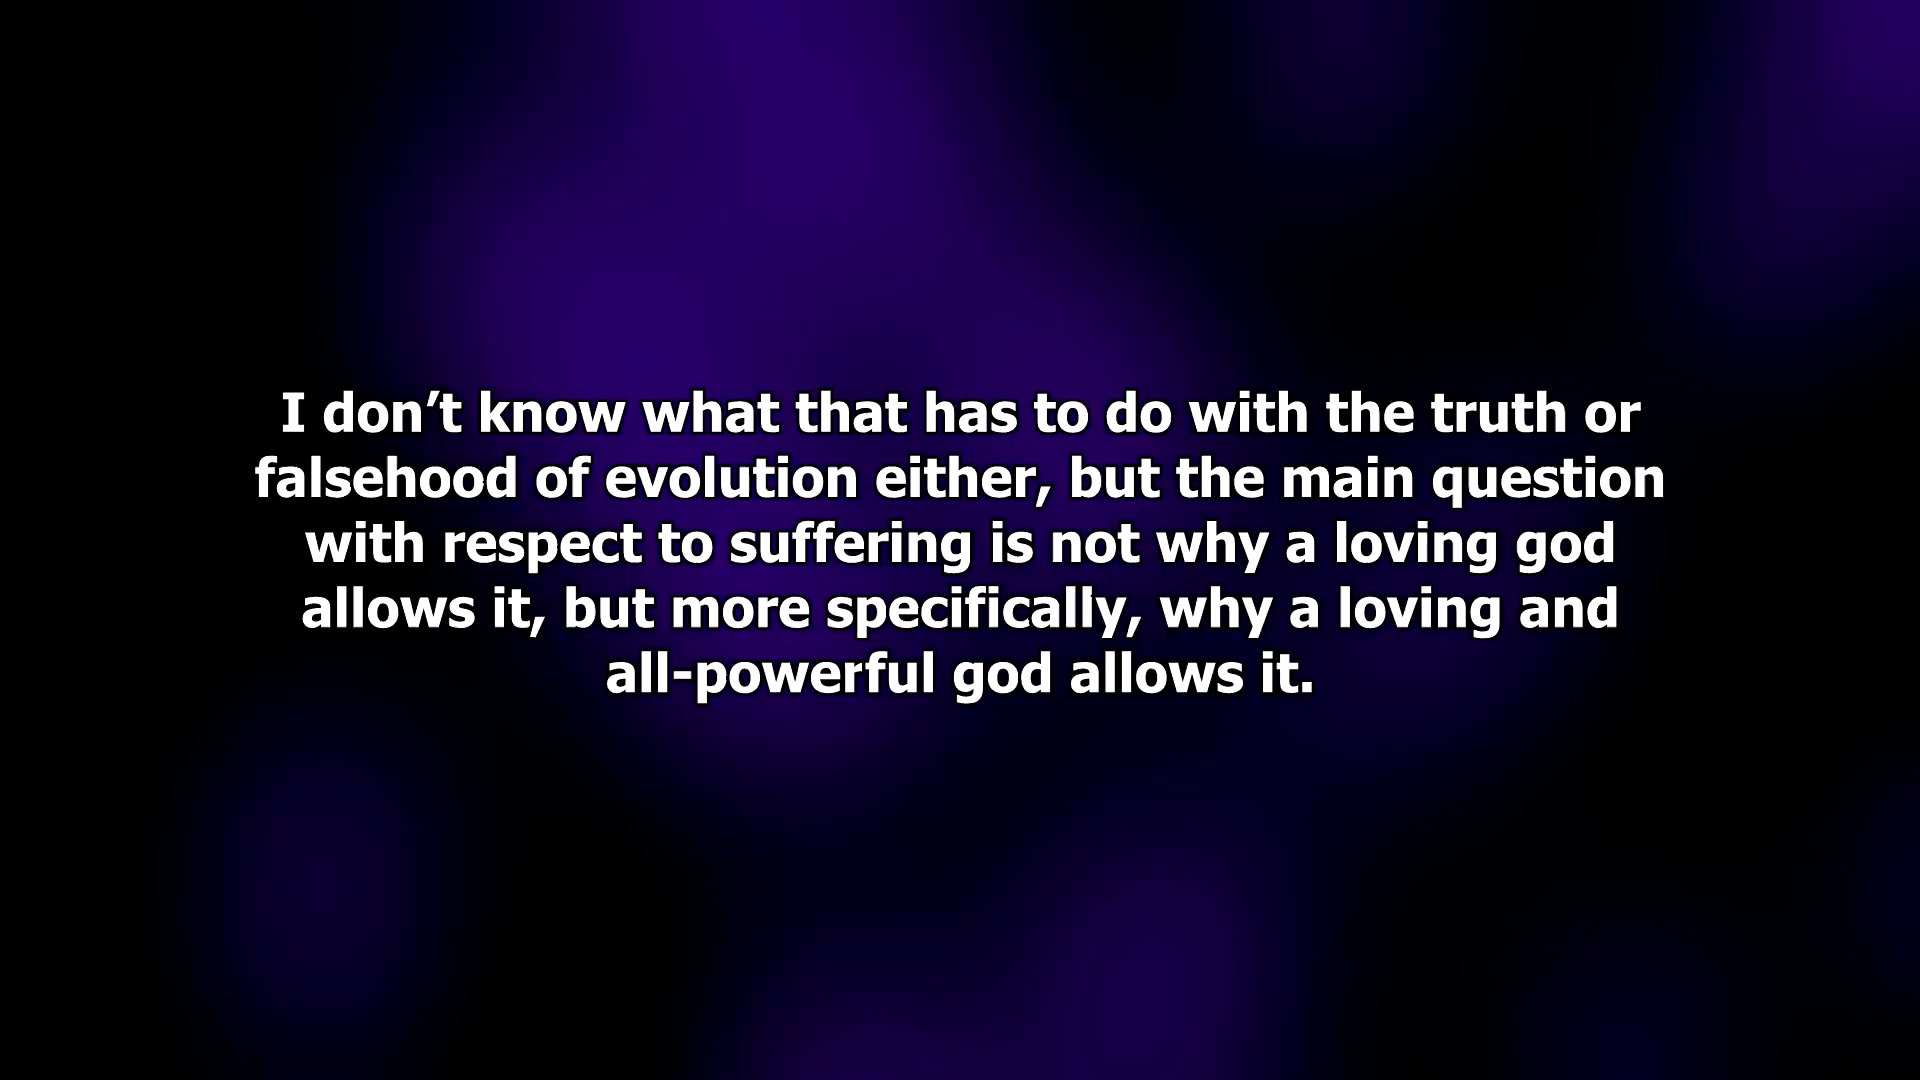 I don’t know what that has to do with the truth or
falsehood of evolution either, but the main question
with respect to suffering is not why a loving god
allows it, but more specifically, why a loving and
all-powerful god allows it.